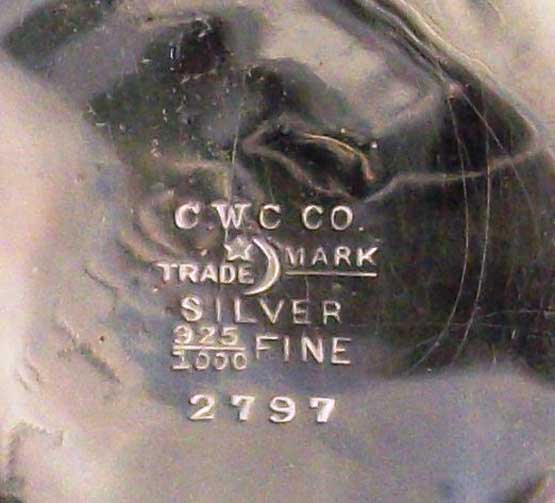 C.W.C CO.
TRADE MARK
SILVER
925/1000 FINE
2797